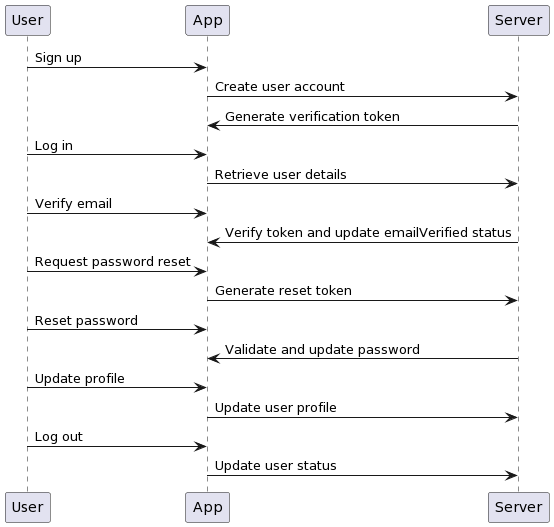 User App Server
Sign up
Create user account
Generate verification token
Log in
Retrieve user details
Verify email
Verify token and update emailVerified status
Request password reset
Generate reset token
Reset password
Validate and update password
Update profile
Update user profile
Log out
Update user status
User App Server